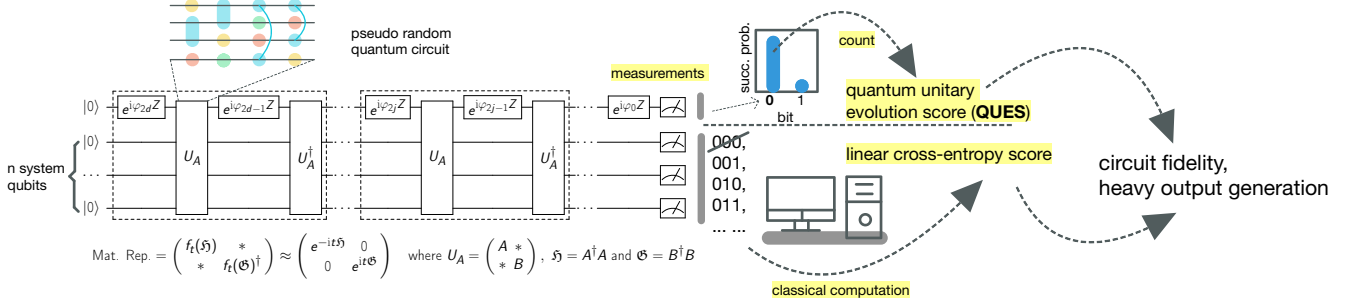 pseudo random
quantum circuit
measurements
succ. prob.
0 1
bit
count
quantum unitary
evolution score (QUES)
linear cross-entropy score
circuit fidelity,
heavy output generation
|0⟩ e^{iφ_{2d}Z} e^{iφ_{2d−1}Z} ... e^{iφ_{2j}Z} e^{iφ_{2j−1}Z} ... e^{iφ_0Z}
|0⟩
n system
qubits
...
|0⟩
U_A U_A^† U_A U_A^†
000,
001,
010,
011,
... ...
Mat. Rep. = ( f_t(ℌ) * ; * f_t(𝔊)^† ) ≈ ( e^{−itℌ} 0 ; 0 e^{it𝔊} ) where U_A = ( A * ; * B ), ℌ = A^†A and 𝔊 = B^†B
classical computation